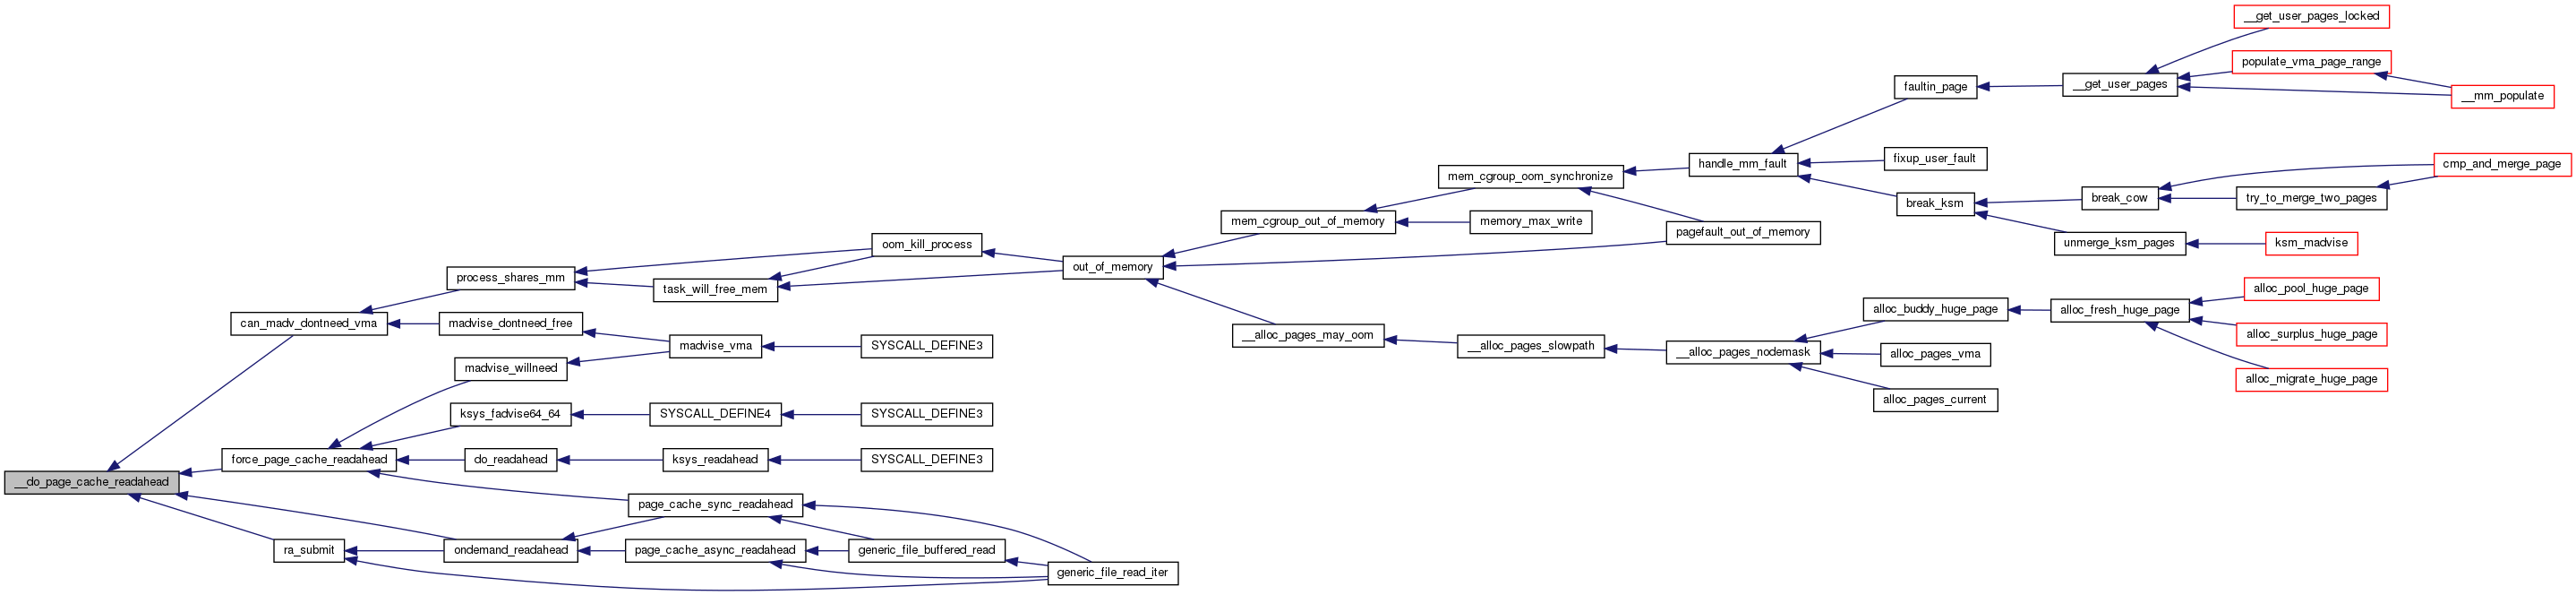 __get_user_pages_locked
populate_vma_page_range
faultin_page
__get_user_pages
__mm_populate
handle_mm_fault
fixup_user_fault
cmp_and_merge_page
mem_cgroup_oom_synchronize
break_ksm
break_cow
try_to_merge_two_pages
mem_cgroup_out_of_memory
memory_max_write
pagefault_out_of_memory
unmerge_ksm_pages
ksm_madvise
oom_kill_process
out_of_memory
process_shares_mm
task_will_free_mem
alloc_pool_huge_page
alloc_buddy_huge_page
alloc_fresh_huge_page
can_madv_dontneed_vma
madvise_dontneed_free
__alloc_pages_may_oom
alloc_surplus_huge_page
madvise_vma
SYSCALL_DEFINE3
__alloc_pages_slowpath
__alloc_pages_nodemask
alloc_pages_vma
madvise_willneed
alloc_migrate_huge_page
alloc_pages_current
ksys_fadvise64_64
SYSCALL_DEFINE4
SYSCALL_DEFINE3
force_page_cache_readahead
do_readahead
ksys_readahead
SYSCALL_DEFINE3
__do_page_cache_readahead
page_cache_sync_readahead
ra_submit
ondemand_readahead
page_cache_async_readahead
generic_file_buffered_read
generic_file_read_iter